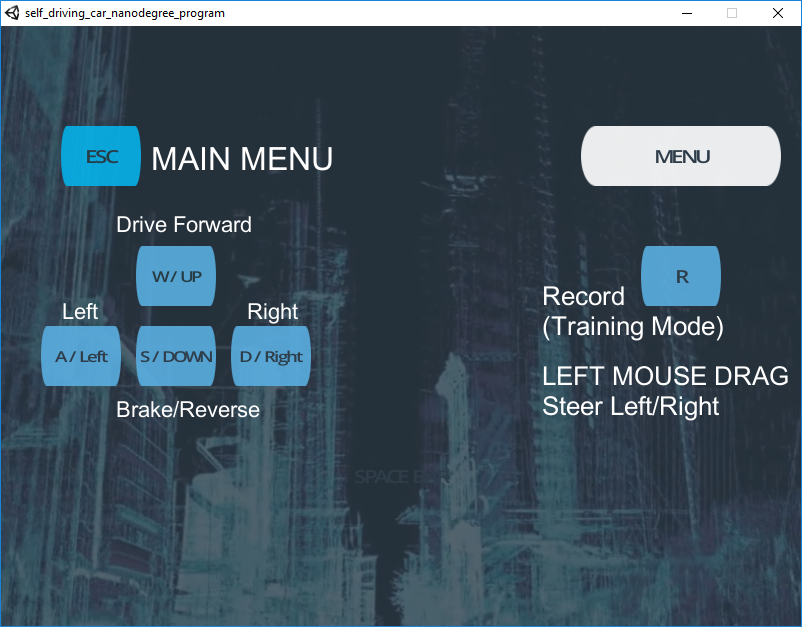 self_driving_car_nanodegree_program
ESC
MAIN MENU
MENU
Drive Forward
W / UP
Left
Right
A / Left
S / DOWN
D / Right
Brake/Reverse
R
Record
(Training Mode)
LEFT MOUSE DRAG
Steer Left/Right
SPACE